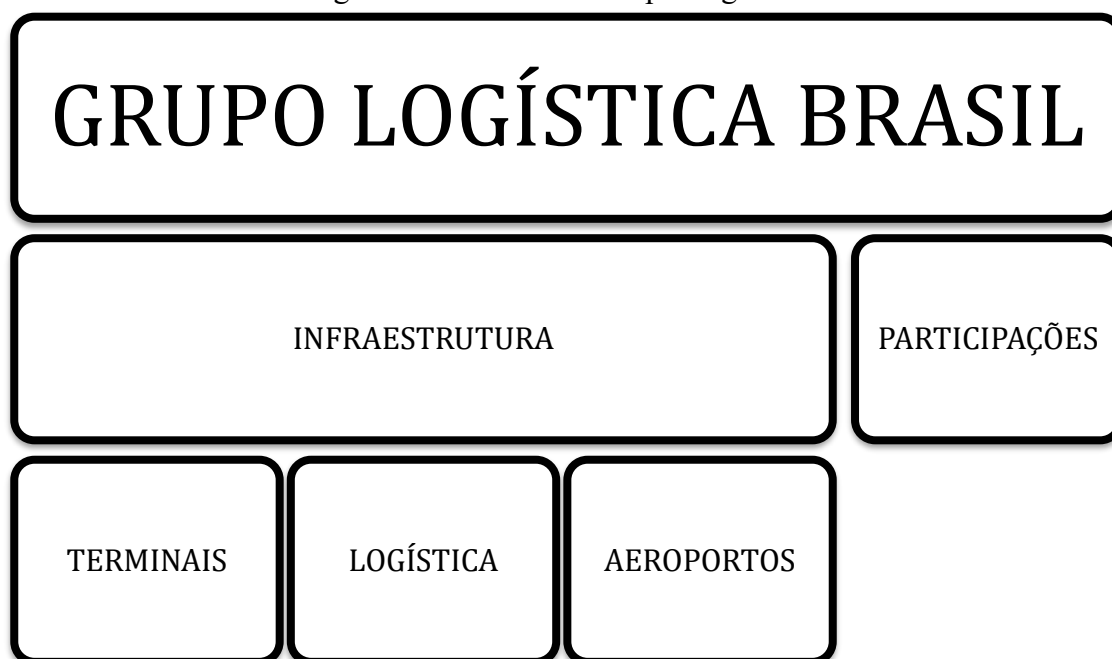 GRUPO LOGÍSTICA BRASIL
INFRAESTRUTURA
PARTICIPAÇÕES
TERMINAIS
LOGÍSTICA
AEROPORTOS